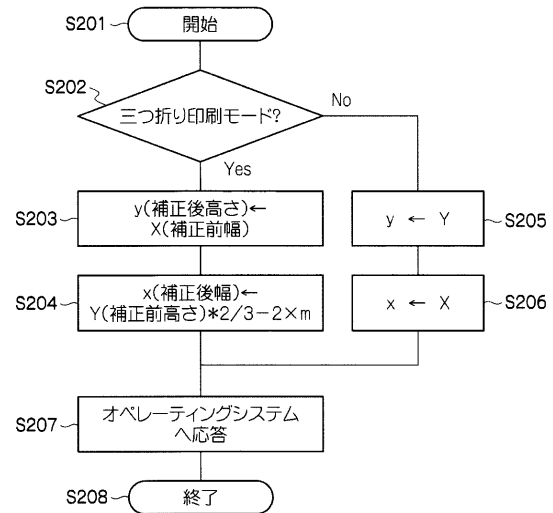 S201
開始
S202
三つ折り印刷モード?
No
Yes
S203
y(補正後高さ)←
X(補正前幅)
y ← Y
S205
S204
x(補正後幅)←
Y(補正前高さ)*2/3−2×m
x ← X
S206
S207
オペレーティングシステム
へ応答
S208
終了